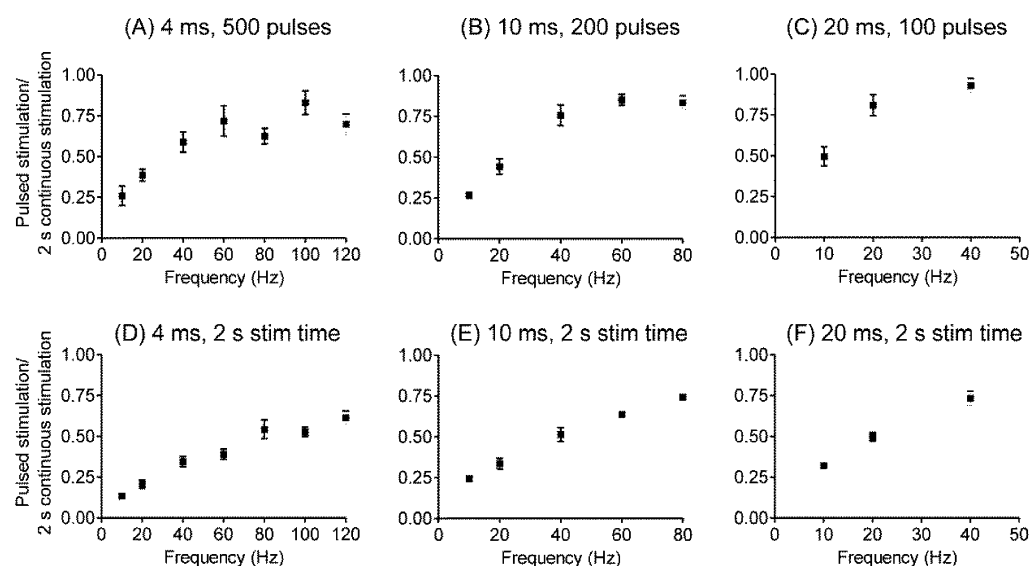 (A) 4 ms, 500 pulses
(B) 10 ms, 200 pulses
(C) 20 ms, 100 pulses
Pulsed stimulation/
2 s continuous stimulation
1.00
0.75
0.50
0.25
0.00
0 20 40 60 80 100 120
Frequency (Hz)
1.00
0.75
0.50
0.25
0.00
0 20 40 60 80
Frequency (Hz)
1.00
0.75
0.50
0.25
0.00
0 10 20 30 40 50
Frequency (Hz)
(D) 4 ms, 2 s stim time
(E) 10 ms, 2 s stim time
(F) 20 ms, 2 s stim time
Pulsed stimulation/
2 s continuous stimulation
1.00
0.75
0.50
0.25
0.00
0 20 40 60 80 100 120
Frequency (Hz)
1.00
0.75
0.50
0.25
0.00
0 20 40 60 80
Frequency (Hz)
1.00
0.75
0.50
0.25
0.00
0 10 20 30 40 50
Frequency (Hz)